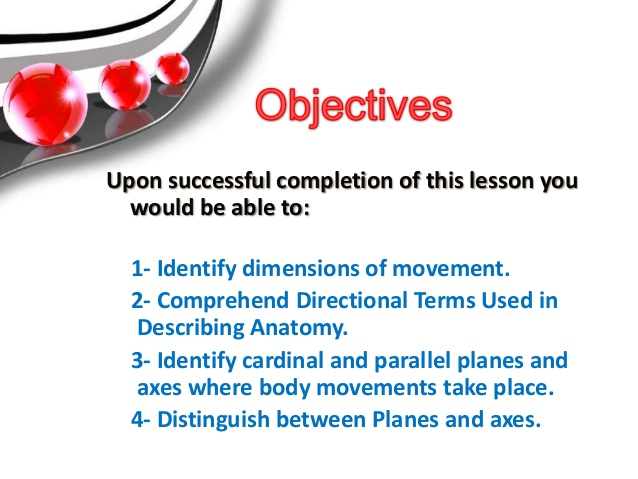 Objectives
Upon successful completion of this lesson you
would be able to:
1- Identify dimensions of movement.
2- Comprehend Directional Terms Used in
Describing Anatomy.
3- Identify cardinal and parallel planes and
axes where body movements take place.
4- Distinguish between Planes and axes.